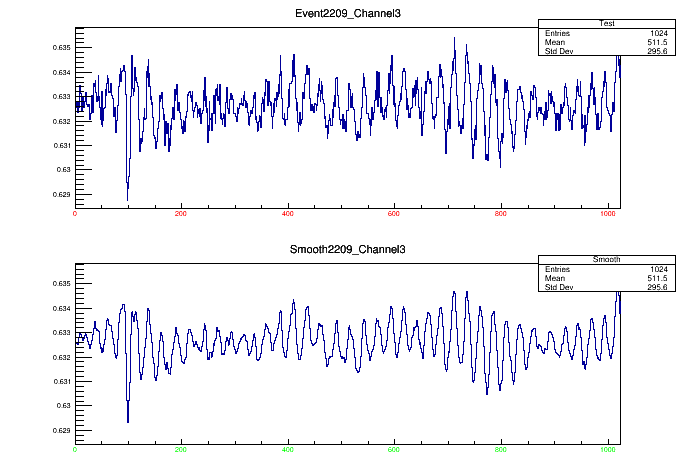 Event2209_Channel3
Test
Entries 1024
Mean 511.5
Std Dev 295.6
0.635
0.634
0.633
0.632
0.631
0.63
0.629
0 200 400 600 800 1000
Smooth2209_Channel3
Smooth
Entries 1024
Mean 511.5
Std Dev 295.6
0.635
0.634
0.633
0.632
0.631
0.63
0.629
0 200 400 600 800 1000